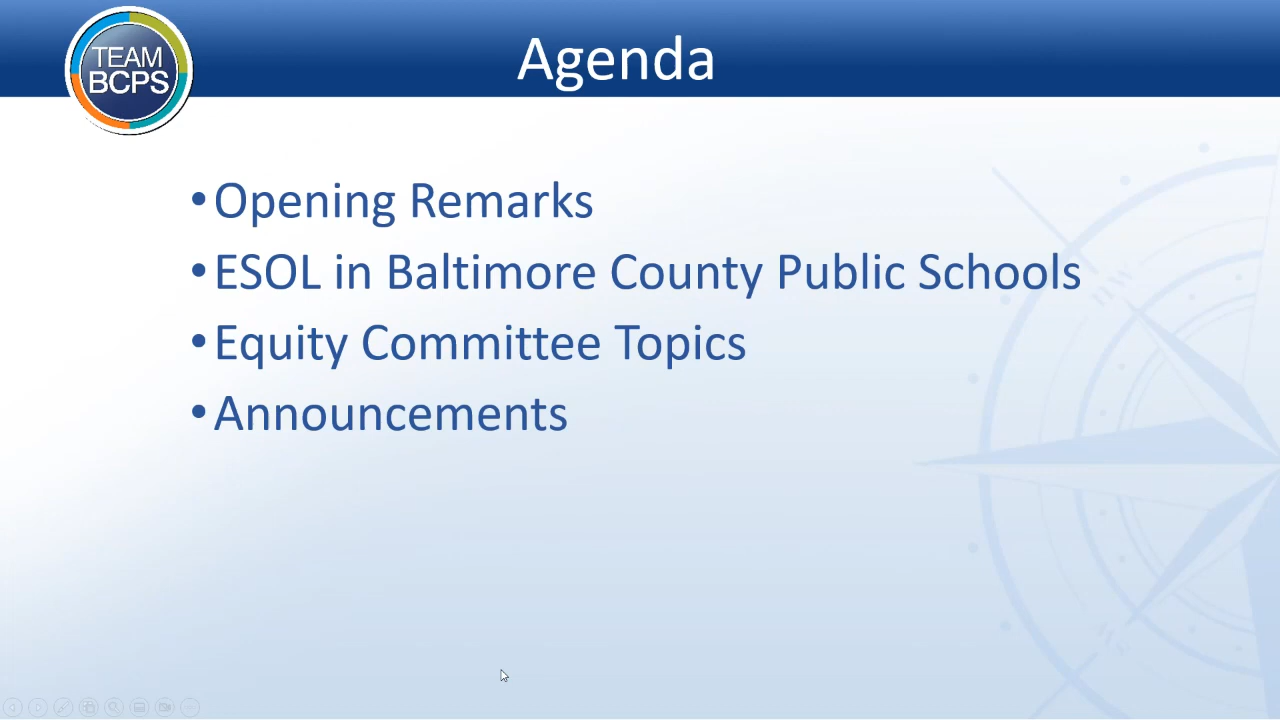 TEAM
BCPS
Agenda
• Opening Remarks
• ESOL in Baltimore County Public Schools
• Equity Committee Topics
• Announcements